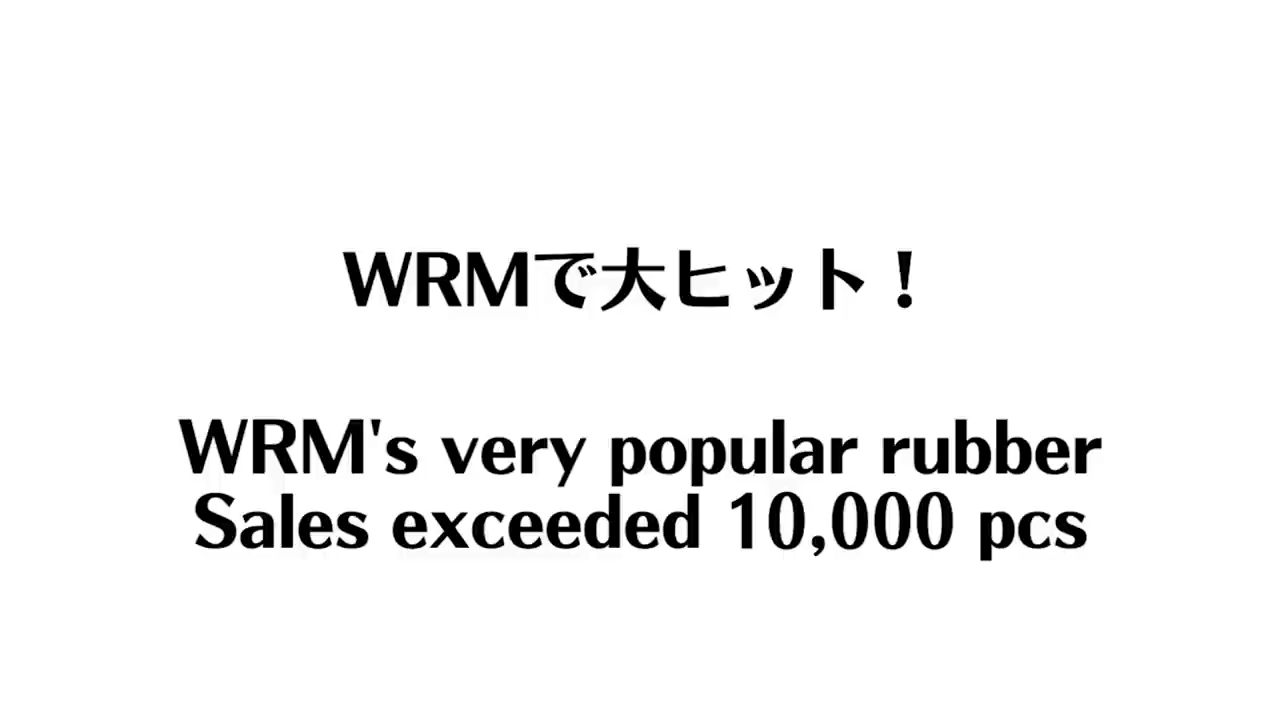 WRMで大ヒット！
WRM's very popular rubber
Sales exceeded 10,000 pcs